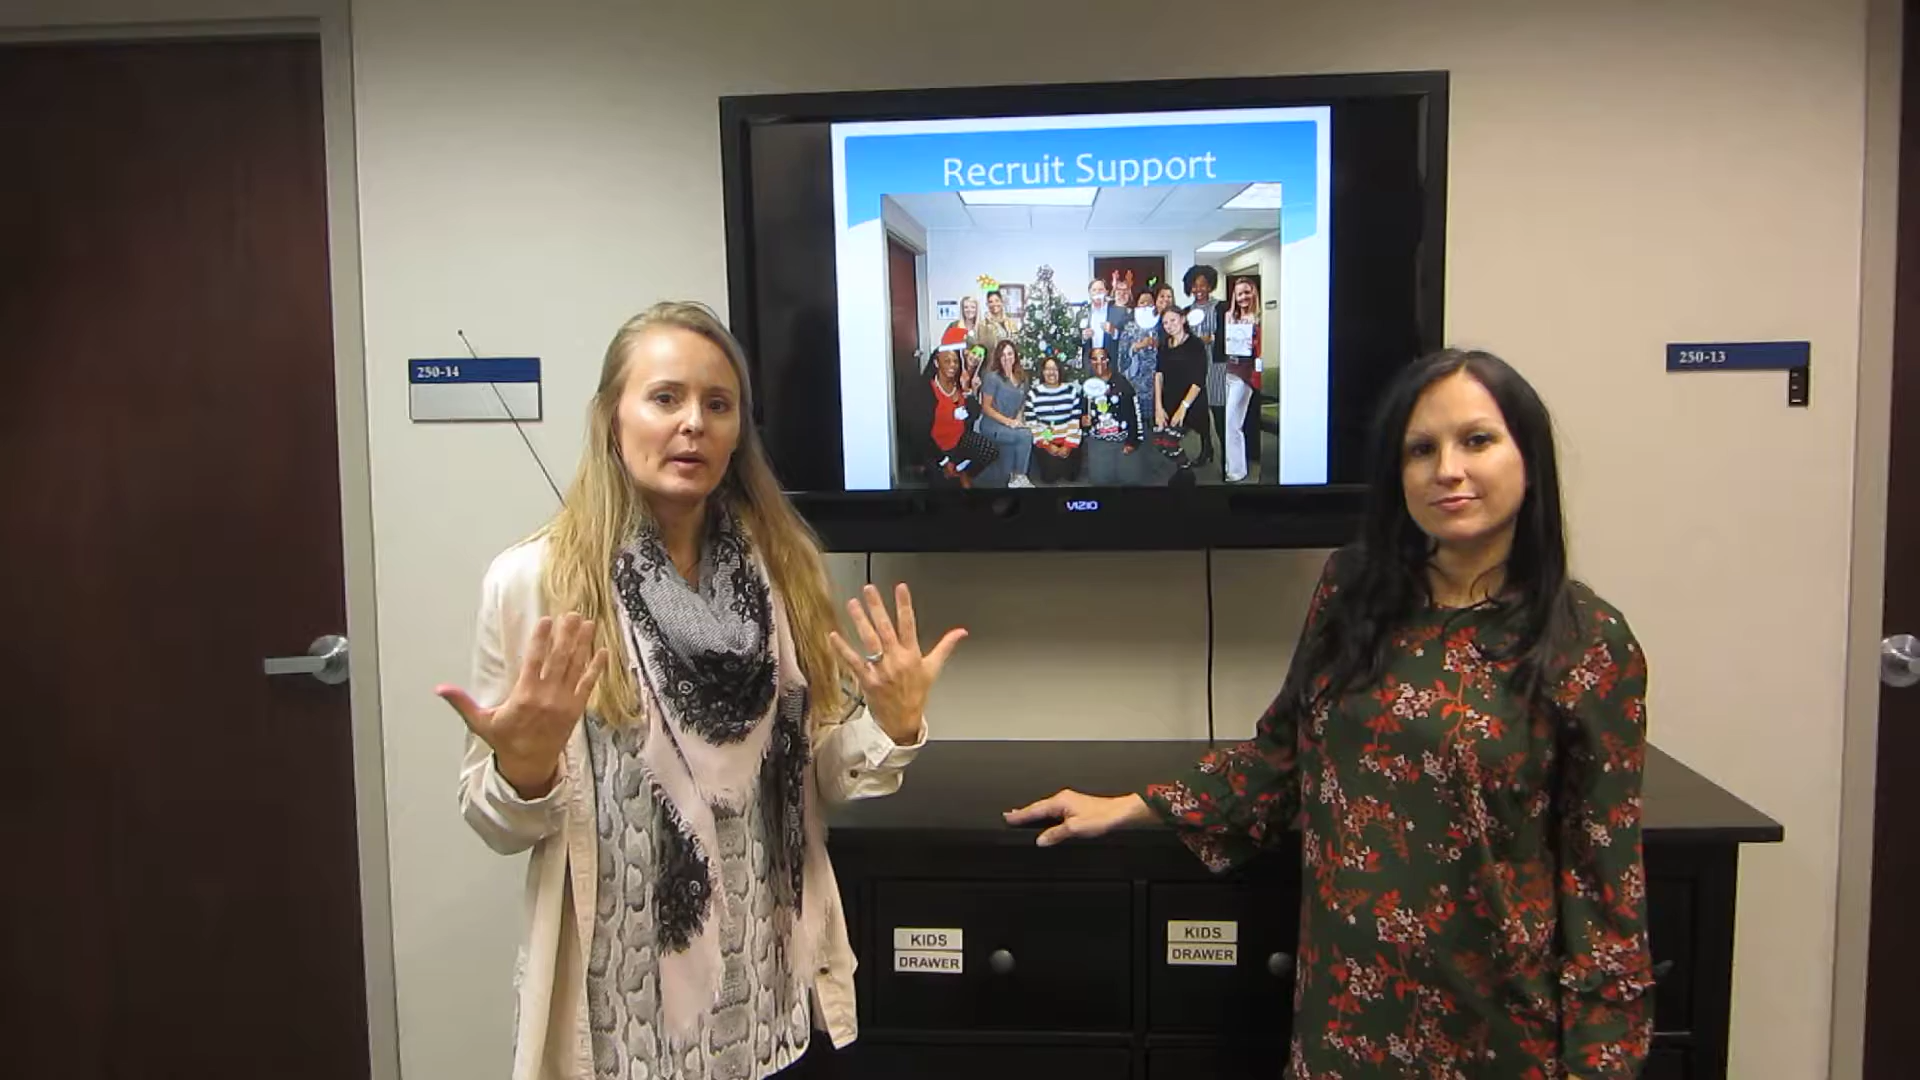 Recruit Support
250-14
250-13
VIZIO
KIDS
DRAWER
KIDS
DRAWER